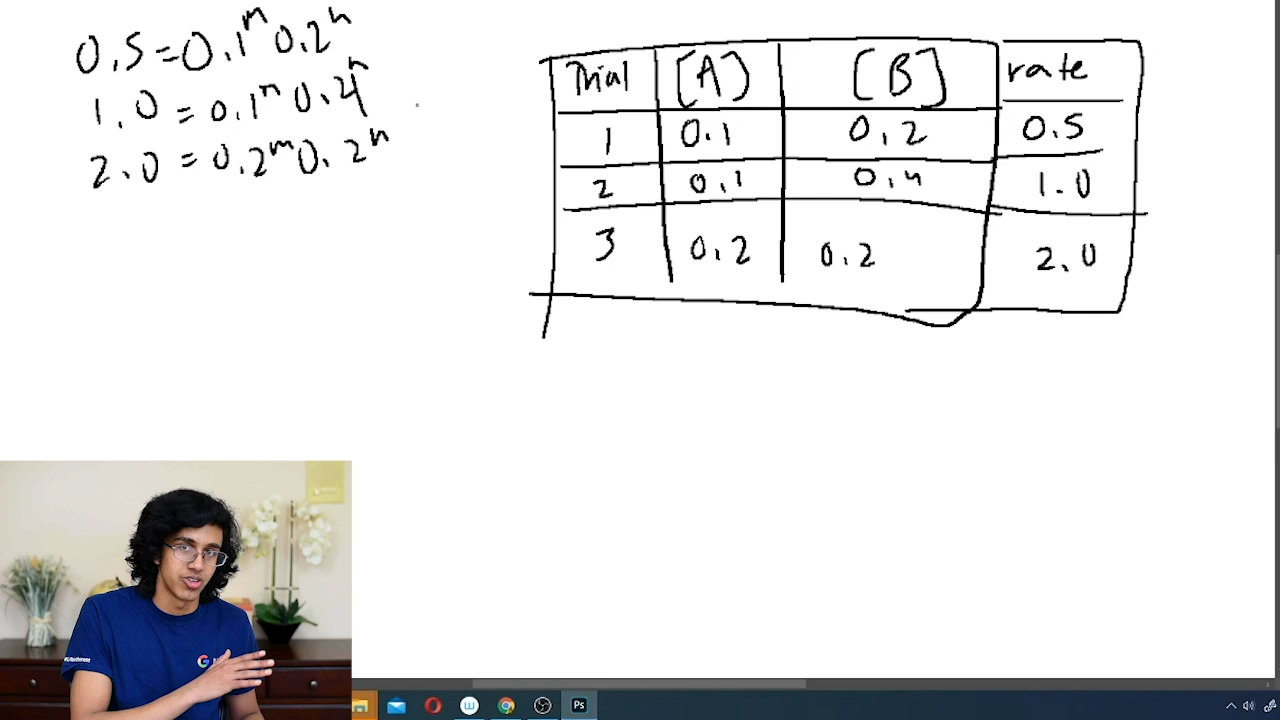 0.5 = 0.1^m 0.2^n
1.0 = 0.1^m 0.4^n
2.0 = 0.2^m 0.2^n
Trial [A] [B] rate
1 0.1 0.2 0.5
2 0.1 0.4 1.0
3 0.2 0.2 2.0
G
W
Ps